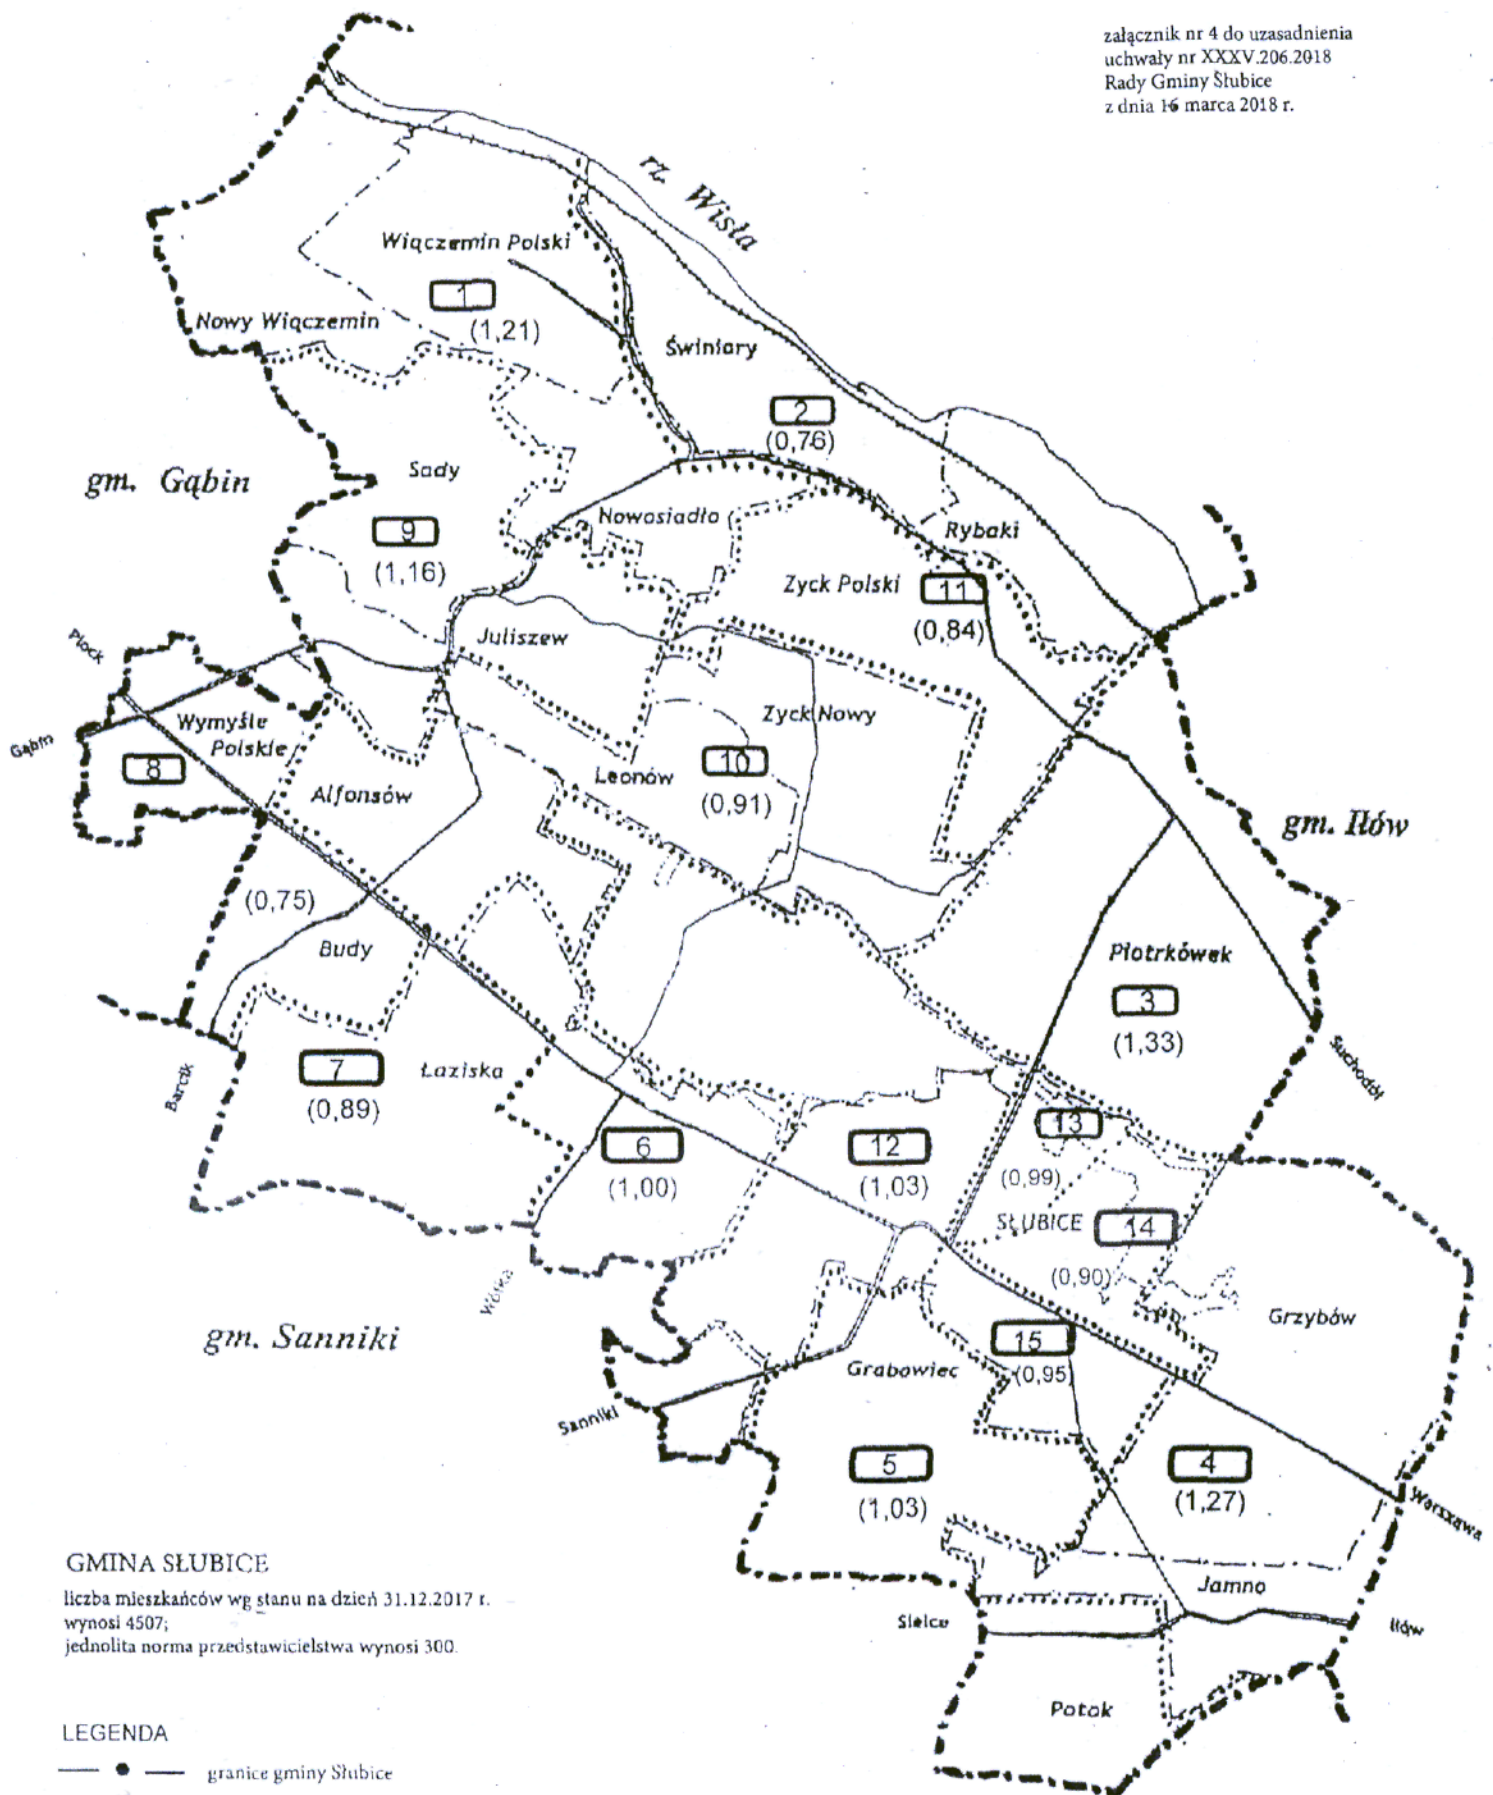 załącznik nr 4 do uzasadnienia
uchwały nr XXXV.206.2018
Rady Gminy Słubice
z dnia 16 marca 2018 r.
rz. Wisła
Wiączemin Polski
1
(1,21)
Nowy Wiączemin
Świniary
2
(0,76)
gm. Gąbin
Sady
9
(1,16)
Nowosiadło
Rybaki
Zyck Polski
11
(0,84)
Płock
Juliszew
Gąbin
Wymyśle
Polskie
8
Zyck Nowy
Leonów
10
(0,91)
Alfonsów
gm. Iłów
(0,75)
Budy
Piotrkówek
3
(1,33)
Suchodół
7
(0,89)
Łaziska
Barcik
6
(1,00)
12
(1,03)
13
(0,99)
SŁUBICE
14
(0,90)
Wólka
gm. Sanniki
Grzybów
15
(0,95)
Grabowiec
Sanniki
5
(1,03)
4
(1,27)
Warszawa
Jamno
Sielce
Iłów
Potok
GMINA SŁUBICE
liczba mieszkańców wg stanu na dzień 31.12.2017 r.
wynosi 4507;
jednolita norma przedstawicielstwa wynosi 300.
LEGENDA
granice gminy Słubice